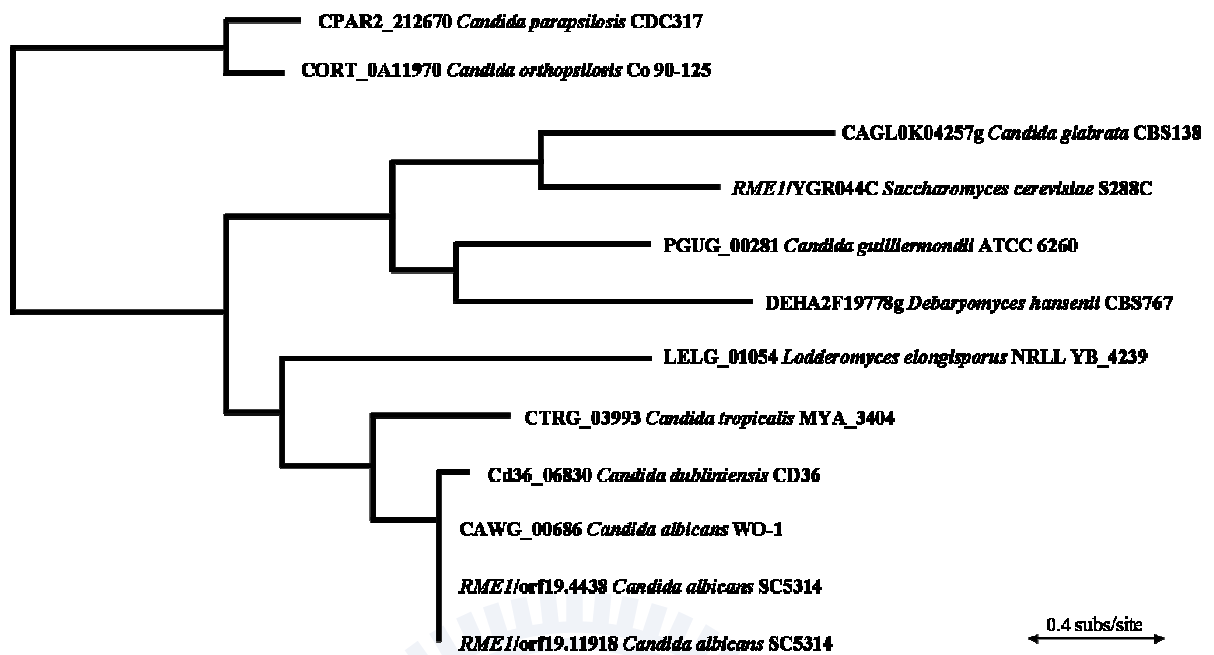 CPAR2_212670 Candida parapsilosis CDC317
CORT_0A11970 Candida orthopsilosis Co 90-125
CAGL0K04257g Candida glabrata CBS138
RME1/YGR044C Saccharomyces cerevisiae S288C
PGUG_00281 Candida guilliermondii ATCC 6260
DEHA2F19778g Debaryomyces hansenii CBS767
LELG_01054 Lodderomyces elongisporus NRLL YB_4239
CTRG_03993 Candida tropicalis MYA_3404
Cd36_06830 Candida dubliniensis CD36
CAWG_00686 Candida albicans WO-1
RME1/orf19.4438 Candida albicans SC5314
RME1/orf19.11918 Candida albicans SC5314
0.4 subs/site